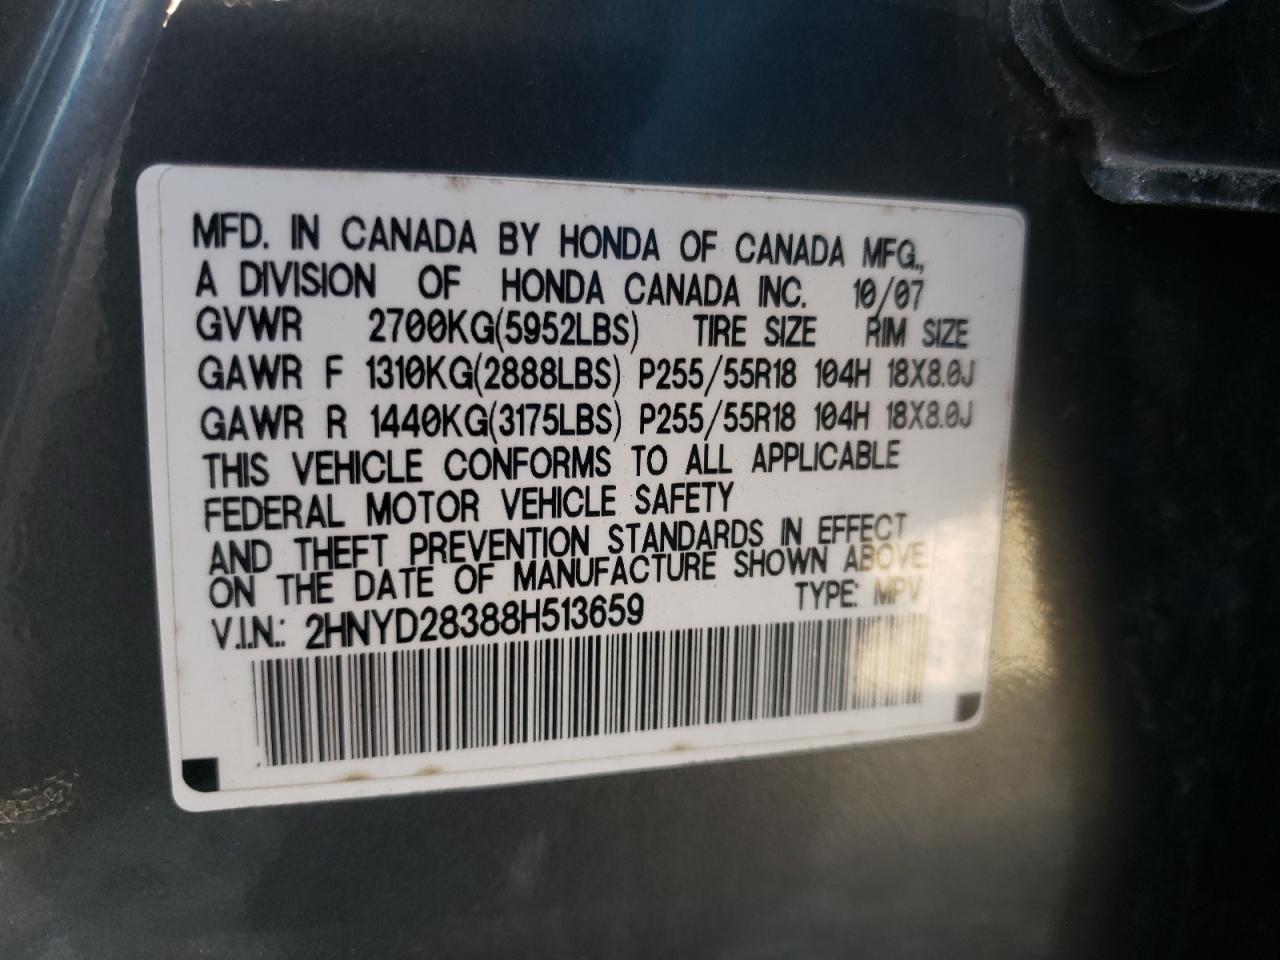 MFD. IN CANADA BY HONDA OF CANADA MFG.,
A DIVISION OF HONDA CANADA INC. 10/07
GVWR 2700KG(5952LBS) TIRE SIZE RIM SIZE
GAWR F 1310KG(2888LBS) P255/55R18 104H 18X8.0J
GAWR R 1440KG(3175LBS) P255/55R18 104H 18X8.0J
THIS VEHICLE CONFORMS TO ALL APPLICABLE
FEDERAL MOTOR VEHICLE SAFETY
AND THEFT PREVENTION STANDARDS IN EFFECT
ON THE DATE OF MANUFACTURE SHOWN ABOVE
V.I.N.: 2HNYD28388H513659 TYPE: MPV